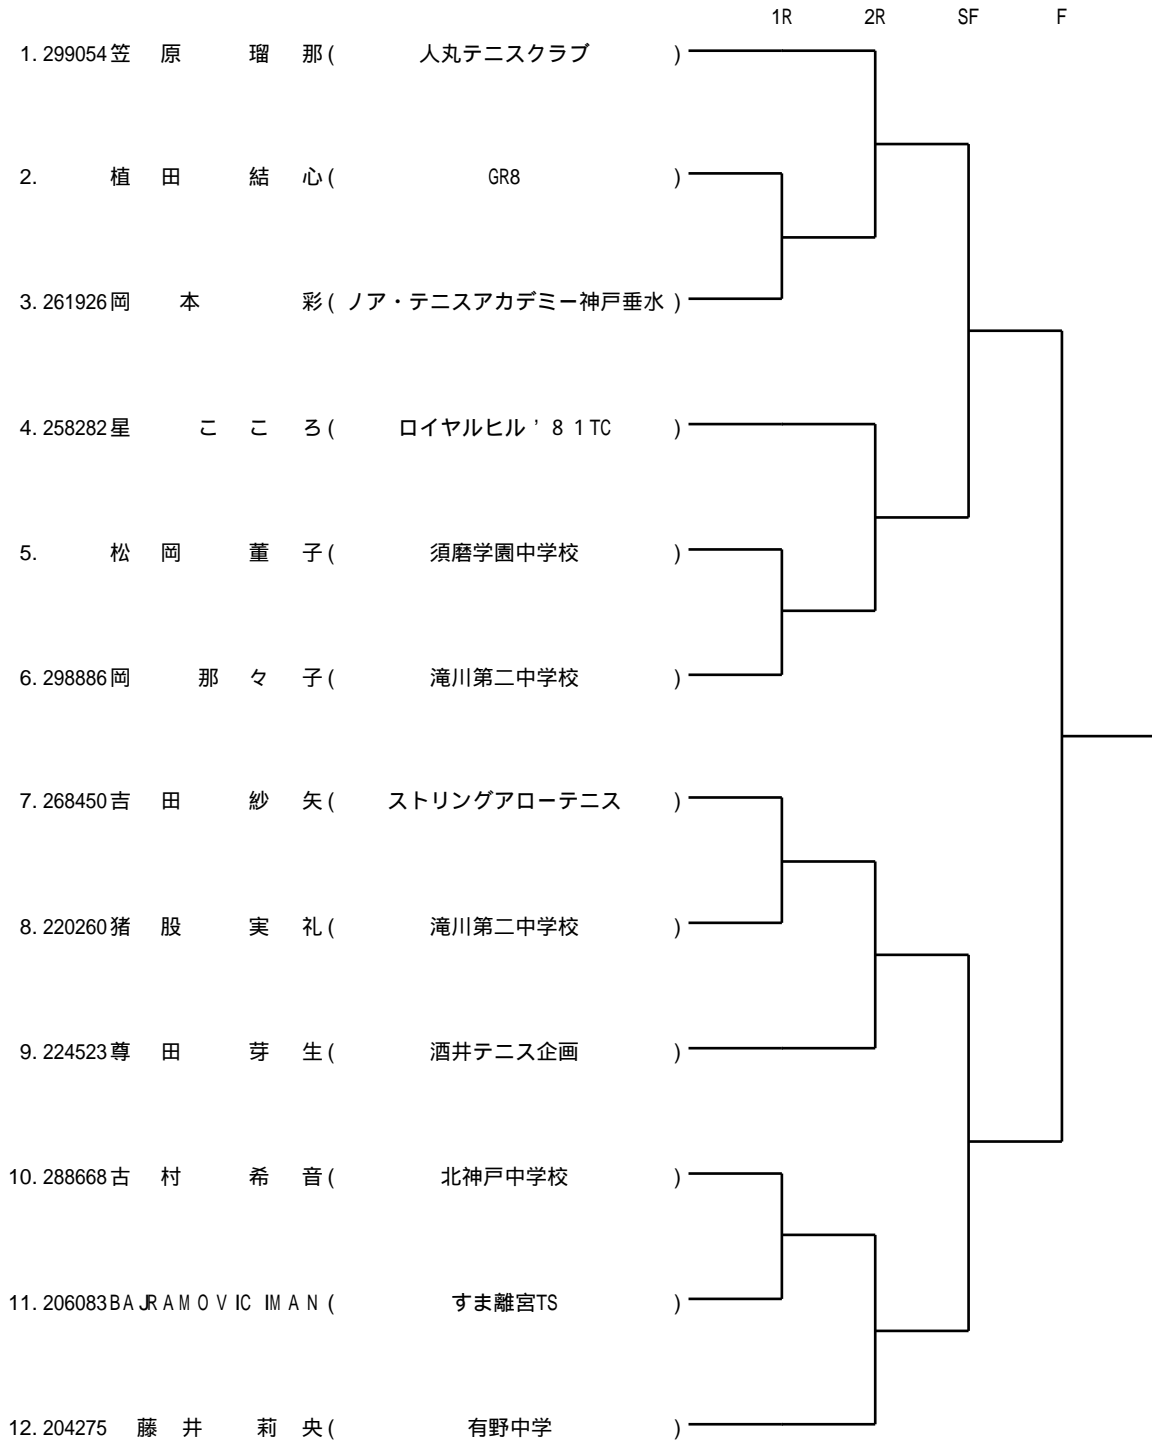 1R 2R SF F
1. 299054 笠 原 瑠 那 ( 人丸テニスクラブ )
2. 植 田 結 心 ( GR8 )
3. 261926 岡 本 彩 ( ノア・テニスアカデミー神戸垂水 )
4. 258282 星 こ こ ろ ( ロイヤルヒル’81TC )
5. 松 岡 董 子 ( 須磨学園中学校 )
6. 298886 岡 那 々 子 ( 滝川第二中学校 )
7. 268450 吉 田 紗 矢 ( ストリングアローテニス )
8. 220260 猪 股 実 礼 ( 滝川第二中学校 )
9. 224523 尊 田 芽 生 ( 酒井テニス企画 )
10. 288668 古 村 希 音 ( 北神戸中学校 )
11. 206083 BAJRAMOVIC IMAN ( すま離宮TS )
12. 204275 藤 井 莉 央 ( 有野中学 )